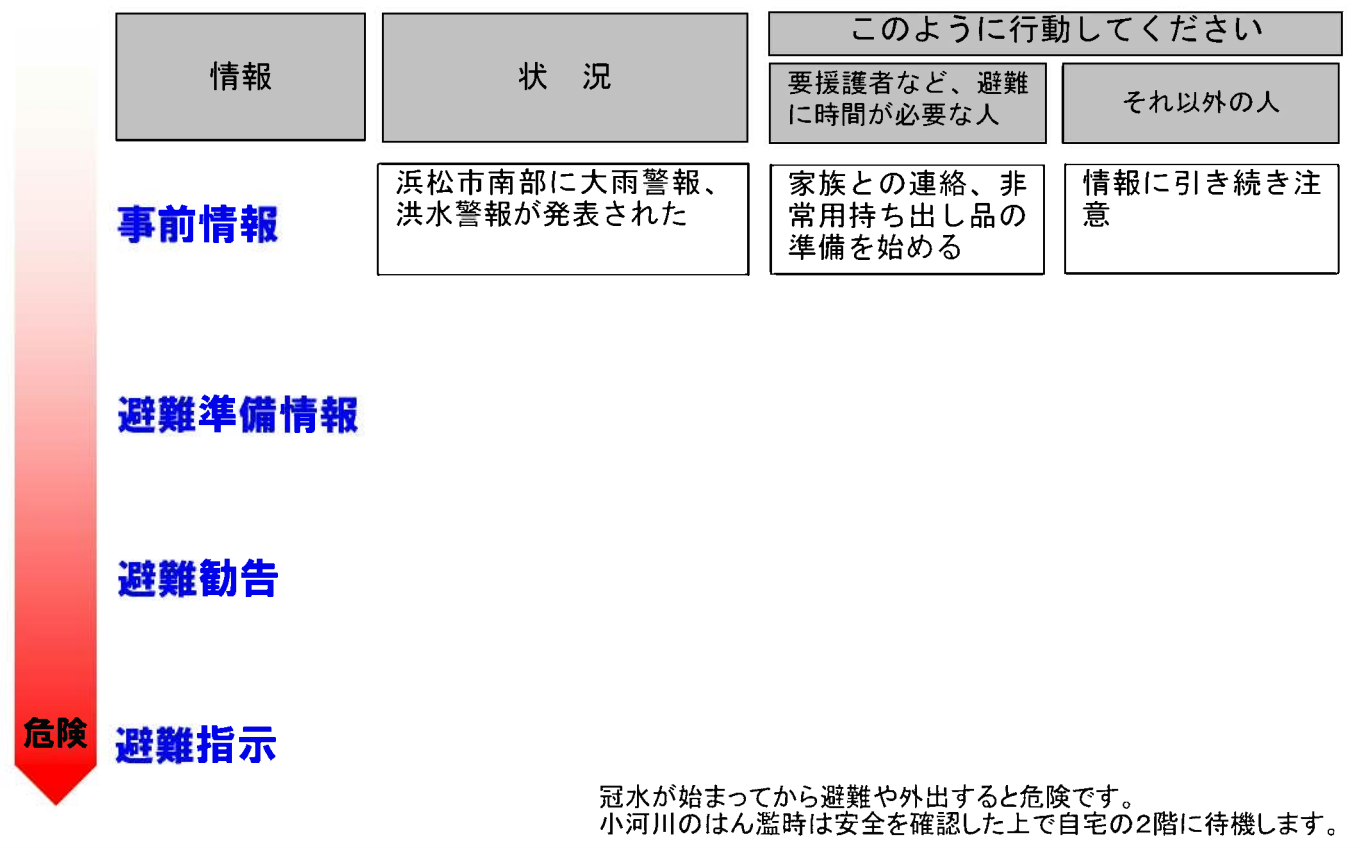 情報
状　況
このように行動してください
要援護者など、避難
に時間が必要な人
それ以外の人
事前情報
浜松市南部に大雨警報、
洪水警報が発表された
家族との連絡、非
常用持ち出し品の
準備を始める
情報に引き続き注
意
避難準備情報
避難勧告
避難指示
危険
冠水が始まってから避難や外出すると危険です。
小河川のはん濫時は安全を確認した上で自宅の2階に待機します。